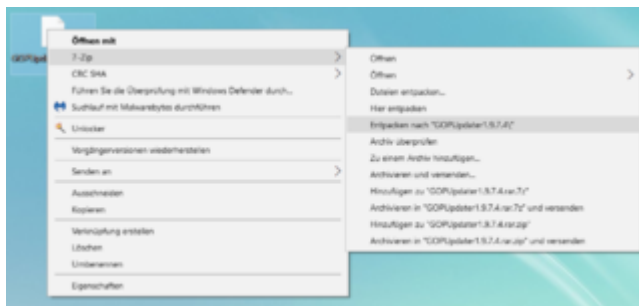 GOPUpd
Öffnen mit
7-Zip
CRC SHA
Führen Sie die Überprüfung mit Windows Defender durch...
Suchlauf mit Malwarebytes durchführen
Unlocker
Vorgängerversionen wiederherstellen
Senden an
Ausschneiden
Kopieren
Verknüpfung erstellen
Löschen
Umbenennen
Eigenschaften
Öffnen
Öffnen
Dateien entpacken...
Hier entpacken
Entpacken nach "GOPUpdater1.9.7.4\"
Archiv überprüfen
Zu einem Archiv hinzufügen...
Archivieren und versenden...
Hinzufügen zu "GOPUpdater1.9.7.4.rar.7z"
Archivieren in "GOPUpdater1.9.7.4.rar.7z" und versenden
Hinzufügen zu "GOPUpdater1.9.7.4.rar.zip"
Archivieren in "GOPUpdater1.9.7.4.rar.zip" und versenden